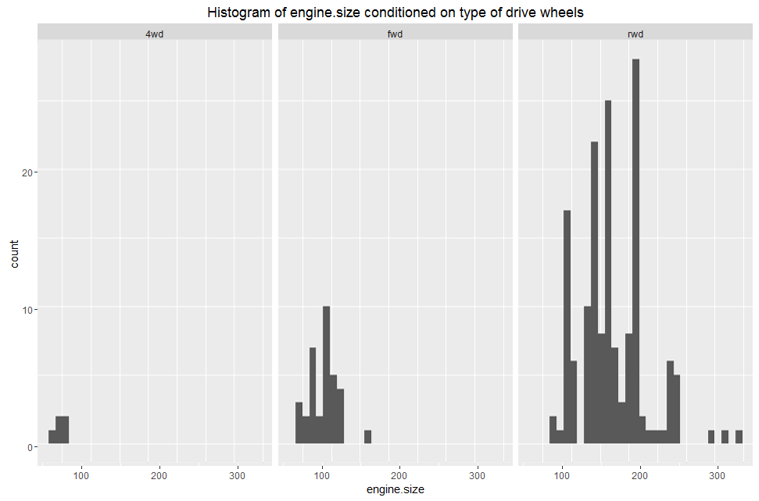 Histogram of engine.size conditioned on type of drive wheels
4wd fwd rwd
20
10
0
count
100 200 300 100 200 300 100 200 300
engine.size